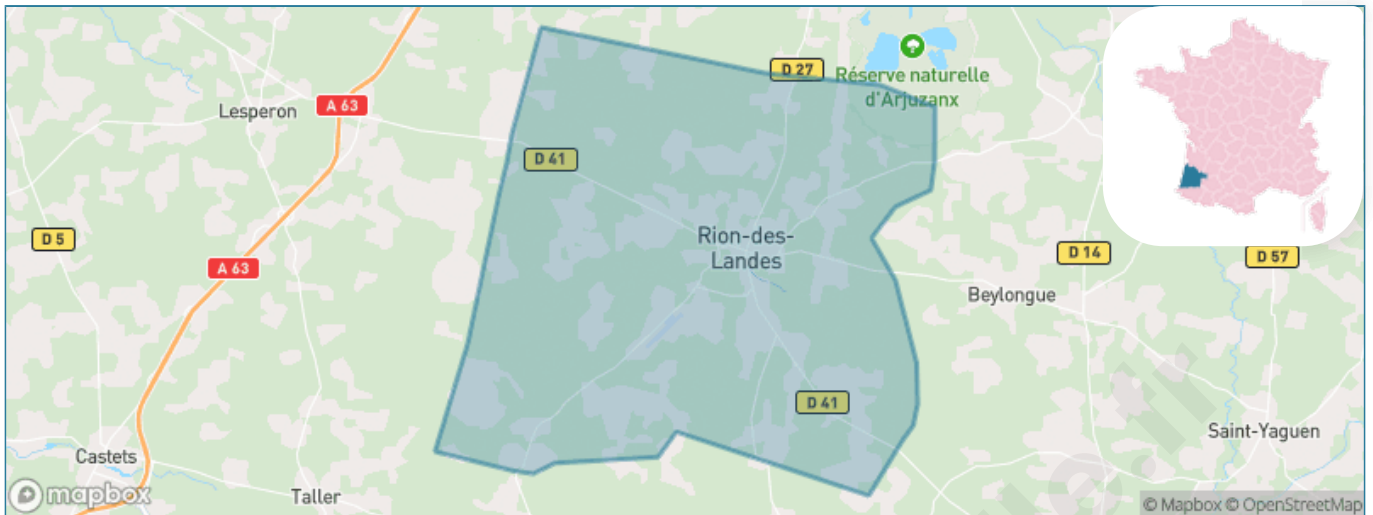 D 27
Réserve naturelle
d'Arjuzanx
A 63
Lesperon
D 41
D 5
Rion-des-
Landes
D 14
D 57
A 63
Beylongue
D 41
Saint-Yaguen
Castets
Taller
mapbox
© Mapbox © OpenStreetMap